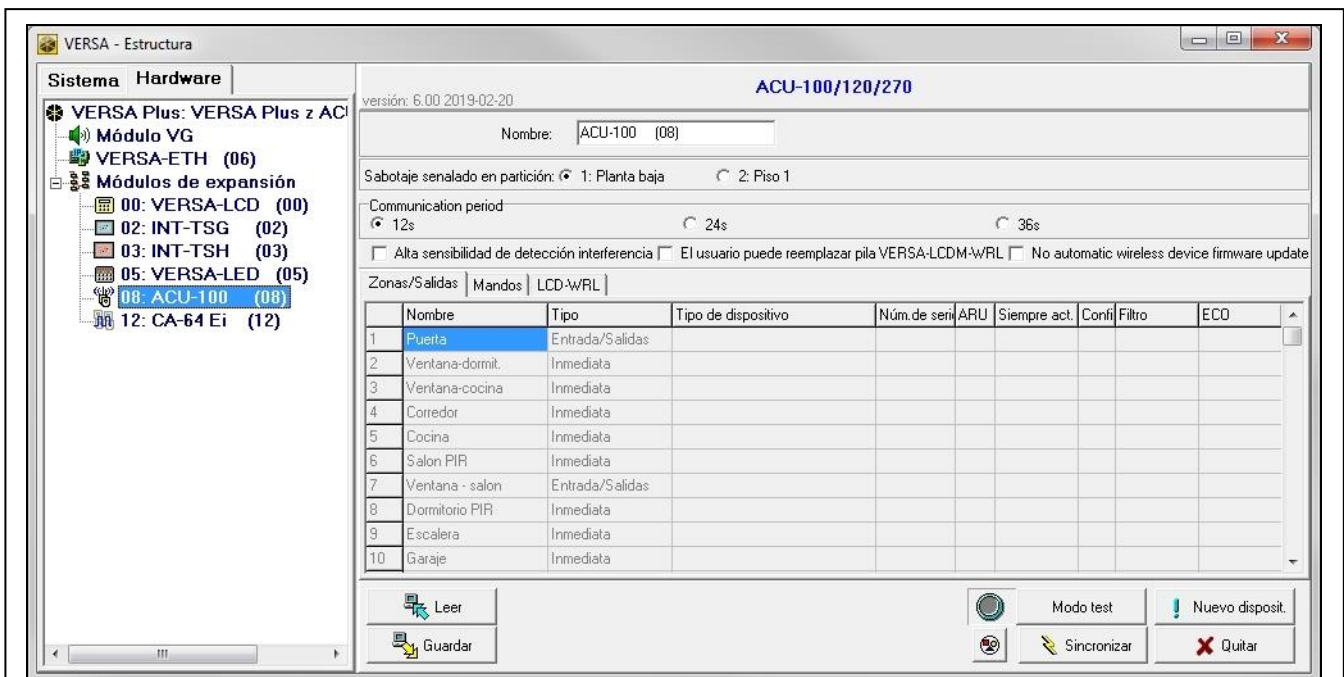 VERSA - Estructura
Sistema Hardware
VERSA Plus: VERSA Plus z ACU
Módulo VG
VERSA-ETH (06)
Módulos de expansión
00: VERSA-LCD (00)
02: INT-TSG (02)
03: INT-TSH (03)
05: VERSA-LED (05)
08: ACU-100 (08)
12: CA-64 Ei (12)
ACU-100/120/270
versión: 6.00 2019-02-20
Nombre: ACU-100 (08)
Sabotaje senalado en partición: 1: Planta baja 2: Piso 1
Communication period
12s 24s 36s
Alta sensibilidad de detección interferencia El usuario puede reemplazar pila VERSA-LCDM-WRL No automatic wireless device firmware update
Zonas/Salidas Mandos LCD-WRL
Nombre Tipo Tipo de dispositivo Núm.de seri ARU Siempre act. Confi Filtro ECO
1 Puerta Entrada/Salidas
2 Ventana-dormit. Inmediata
3 Ventana-cocina Inmediata
4 Corredor Inmediata
5 Cocina Inmediata
6 Salon PIR Inmediata
7 Ventana - salon Entrada/Salidas
8 Dormitorio PIR Inmediata
9 Escalera Inmediata
10 Garaje Inmediata
Leer Modo test Nuevo disposit.
Guardar Sincronizar Quitar